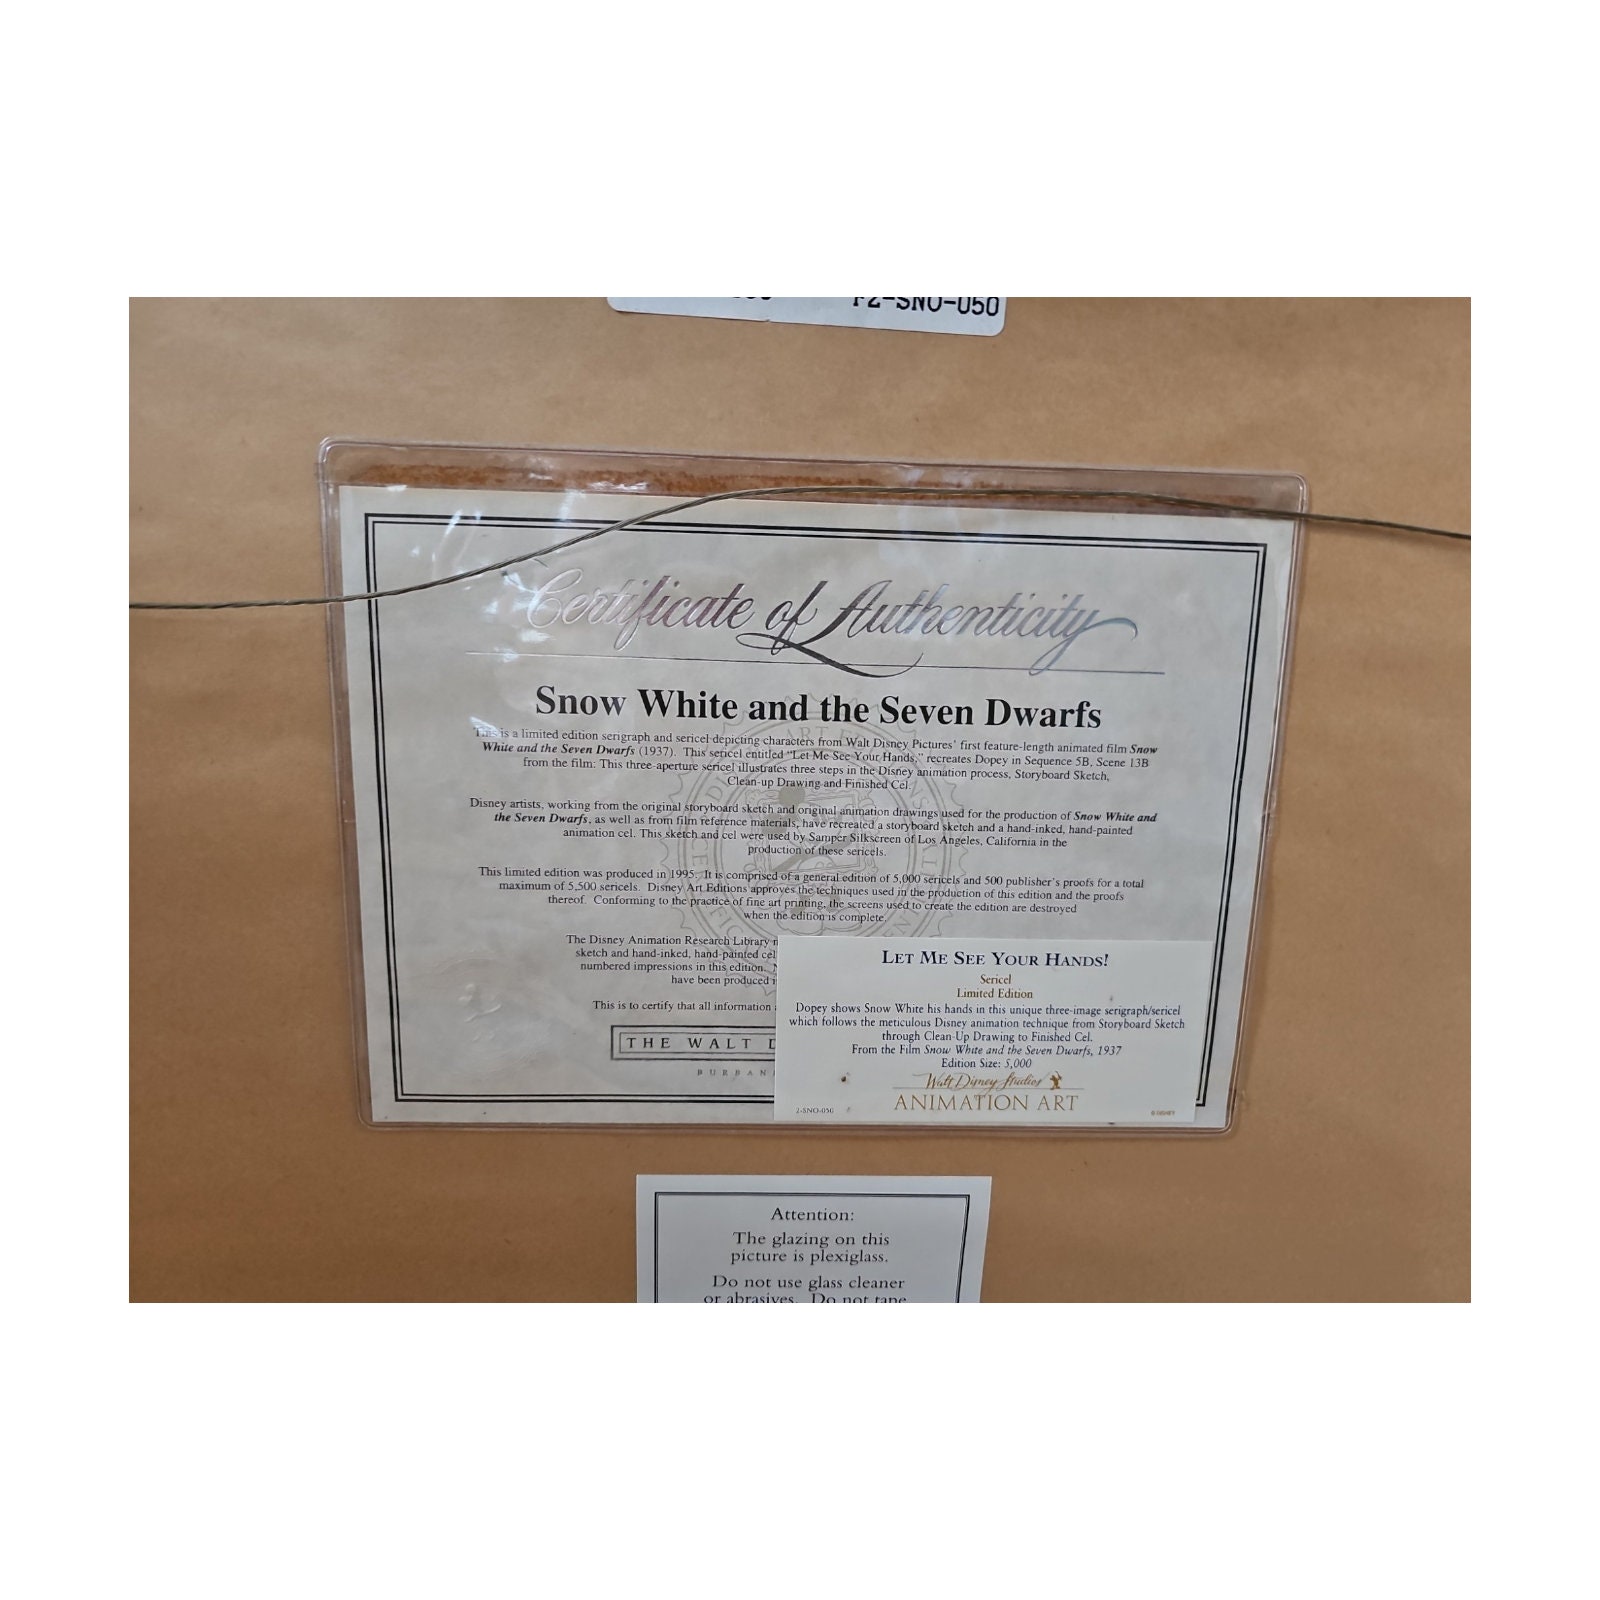 F2-SNO-050
Certificate of Authenticity
Snow White and the Seven Dwarfs
This is a limited edition serigraph and sericel depicting characters from Walt Disney Pictures' first feature-length animated film Snow
White and the Seven Dwarfs (1937). This sericel entitled "Let Me See Your Hands," recreates Dopey in Sequence 5B, Scene 13B
from the film. This three-aperture sericel illustrates three steps in the Disney animation process, Storyboard Sketch,
Clean-up Drawing and Finished Cel.
Disney artists, working from the original storyboard sketch and original animation drawings used for the production of Snow White and
the Seven Dwarfs, as well as from film reference materials, have recreated a storyboard sketch and a hand-inked, hand-painted
animation cel. This sketch and cel were used by Samper Silkscreen of Los Angeles, California in the
production of these sericels.
This limited edition was produced in 1995. It is comprised of a general edition of 5,000 sericels and 500 publisher's proofs for a total
maximum of 5,500 sericels. Disney Art Editions approves the techniques used in the production of this edition and the proofs
thereof. Conforming to the practice of fine art printing, the screens used to create the edition are destroyed
when the edition is complete.
The Disney Animation Research Library
sketch and hand-inked, hand-painted cel
numbered impressions in this edition.
have been produced
This is to certify that all information
THE WALT D
BURBANK
LET ME SEE YOUR HANDS!
Sericel
Limited Edition
Dopey shows Snow White his hands in this unique three-image serigraph/sericel
which follows the meticulous Disney animation technique from Storyboard Sketch
through Clean-Up Drawing to Finished Cel.
From the Film Snow White and the Seven Dwarfs, 1937
Edition Size: 5,000
Walt Disney Studios
ANIMATION ART
2-SNO-050
© DISNEY
Attention:
The glazing on this
picture is plexiglass.
Do not use glass cleaner
or abrasives. Do not tape